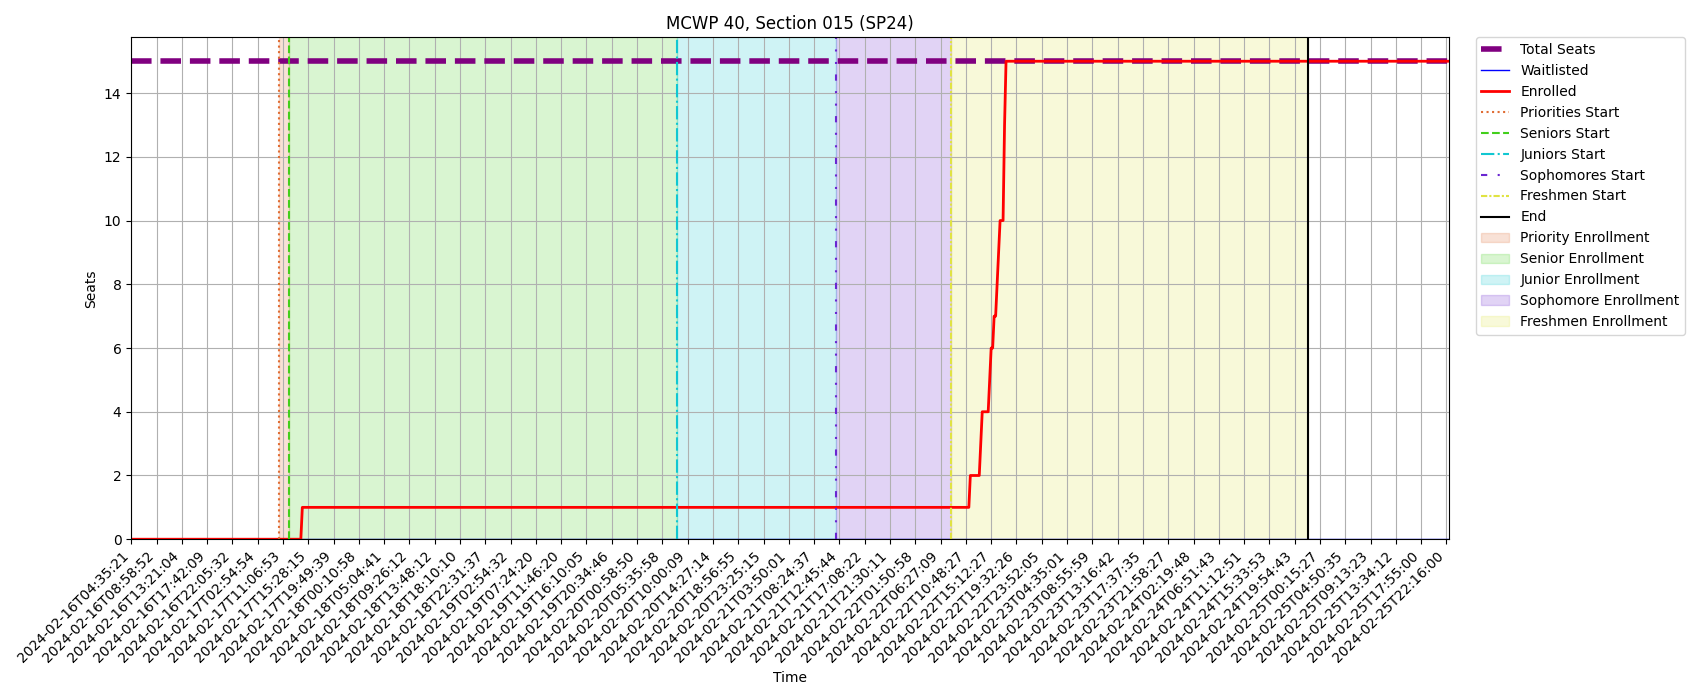 MCWP 40, Section 015 (SP24)
Seats
14
12
10
8
6
4
2
0
2024-02-16T04:35:21
2024-02-16T08:58:52
2024-02-16T13:21:04
2024-02-16T17:42:09
2024-02-16T22:05:32
2024-02-17T02:54:54
2024-02-17T11:06:53
2024-02-17T15:28:15
2024-02-17T19:49:39
2024-02-18T00:10:58
2024-02-18T05:04:41
2024-02-18T09:26:12
2024-02-18T13:48:12
2024-02-18T18:10:10
2024-02-18T22:31:37
2024-02-19T02:54:32
2024-02-19T07:24:20
2024-02-19T11:46:20
2024-02-19T16:10:05
2024-02-19T20:34:46
2024-02-20T00:58:50
2024-02-20T05:35:58
2024-02-20T10:00:09
2024-02-20T14:27:14
2024-02-20T18:56:55
2024-02-20T23:25:15
2024-02-21T03:50:01
2024-02-21T08:24:37
2024-02-21T12:45:44
2024-02-21T17:08:22
2024-02-21T21:30:11
2024-02-22T01:50:58
2024-02-22T06:27:09
2024-02-22T10:48:27
2024-02-22T15:12:27
2024-02-22T19:32:26
2024-02-22T23:52:05
2024-02-23T04:35:01
2024-02-23T08:55:59
2024-02-23T13:16:42
2024-02-23T17:37:35
2024-02-23T21:58:27
2024-02-24T02:19:48
2024-02-24T06:51:43
2024-02-24T11:12:51
2024-02-24T15:33:53
2024-02-24T19:54:43
2024-02-25T00:15:27
2024-02-25T04:50:35
2024-02-25T09:13:23
2024-02-25T13:34:12
2024-02-25T17:55:00
2024-02-25T22:16:00
Time
Total Seats
Waitlisted
Enrolled
Priorities Start
Seniors Start
Juniors Start
Sophomores Start
Freshmen Start
End
Priority Enrollment
Senior Enrollment
Junior Enrollment
Sophomore Enrollment
Freshmen Enrollment